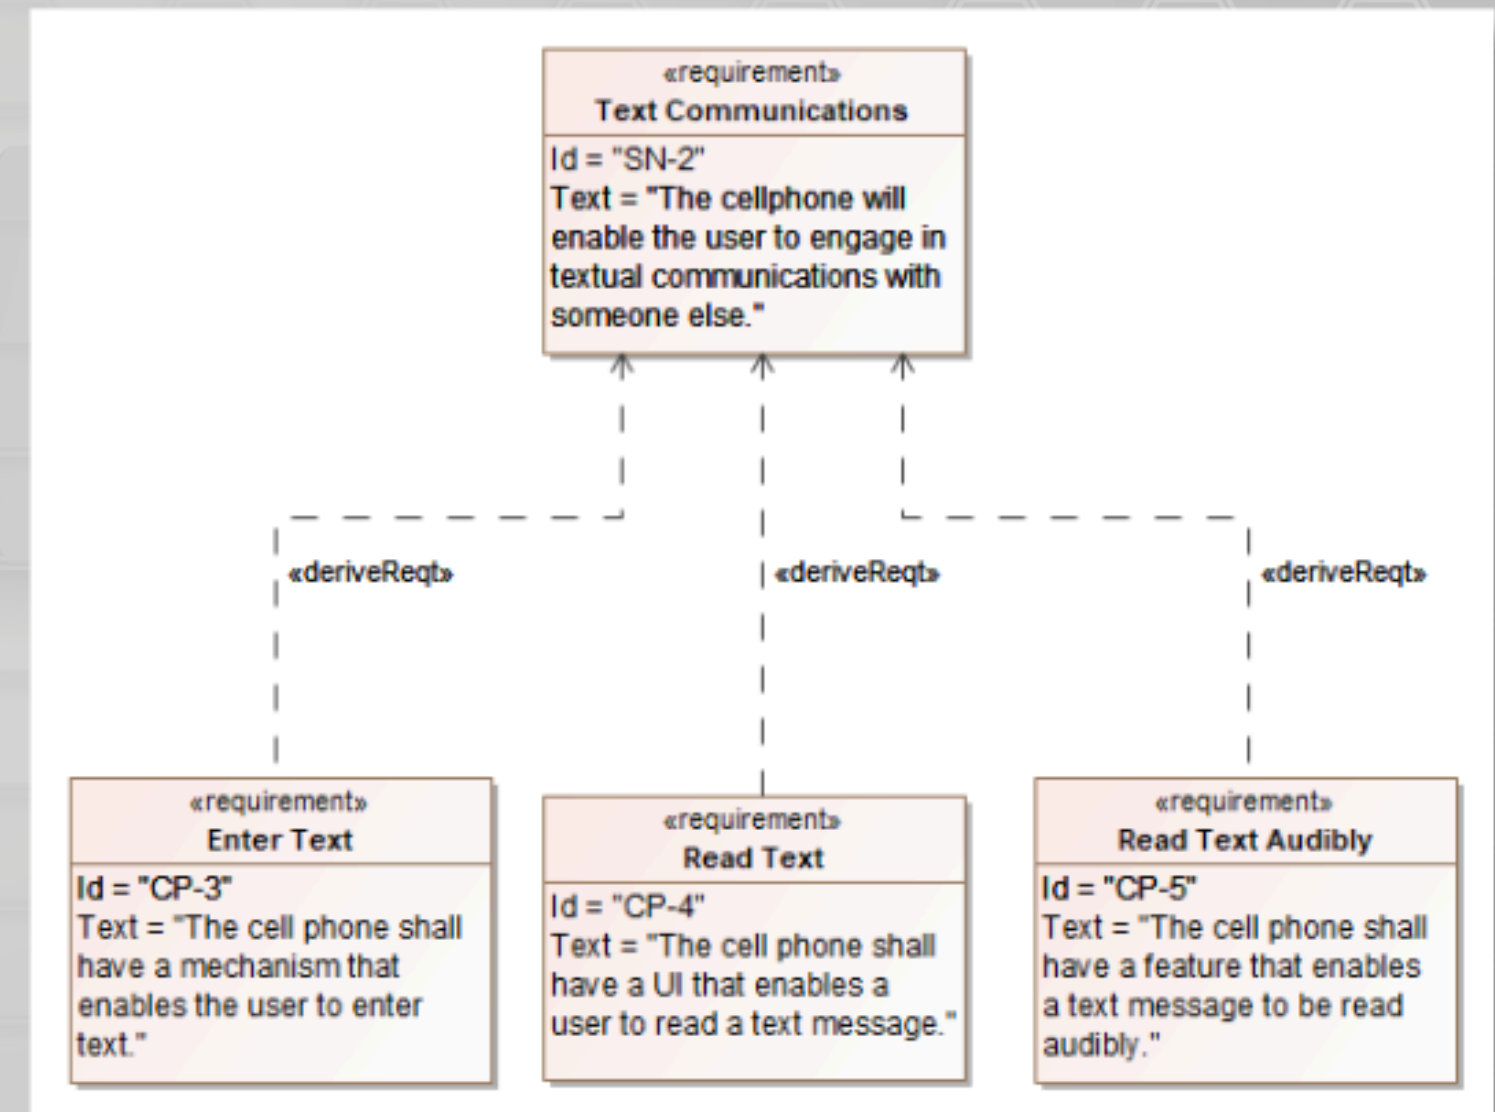 «requirement»
Text Communications
Id = "SN-2"
Text = "The cellphone will
enable the user to engage in
textual communications with
someone else."
«deriveReqt»
«deriveReqt»
«deriveReqt»
«requirement»
Enter Text
Id = "CP-3"
Text = "The cell phone shall
have a mechanism that
enables the user to enter
text."
«requirement»
Read Text
Id = "CP-4"
Text = "The cell phone shall
have a UI that enables a
user to read a text message."
«requirement»
Read Text Audibly
Id = "CP-5"
Text = "The cell phone shall
have a feature that enables
a text message to be read
audibly."